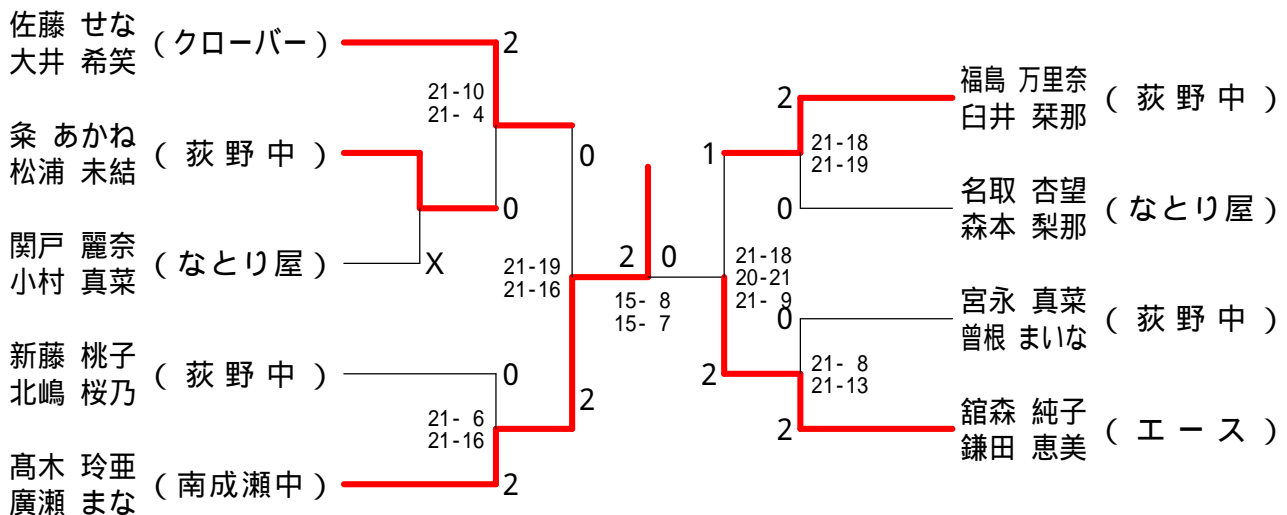 佐藤 せな
大井 希笑
(クローバー)
2
21-10
21- 4
粂 あかね
松浦 未結
(荻野中)
0
関戸 麗奈
小村 真菜
(なとり屋)
X
0
21-19
21-16
新藤 桃子
北嶋 桜乃
(荻野中)
0
21- 6
21-16
2
髙木 玲亜
廣瀬 まな
(南成瀬中)
2
2 0
15- 8
15- 7
福島 万里奈
臼井 栞那
(荻野中)
2
21-18
21-19
1
名取 杏望
森本 梨那
(なとり屋)
0
21-18
20-21
21- 9
宮永 真菜
曽根 まいな
(荻野中)
0
21- 8
21-13
2
舘森 純子
鎌田 恵美
(エース)
2